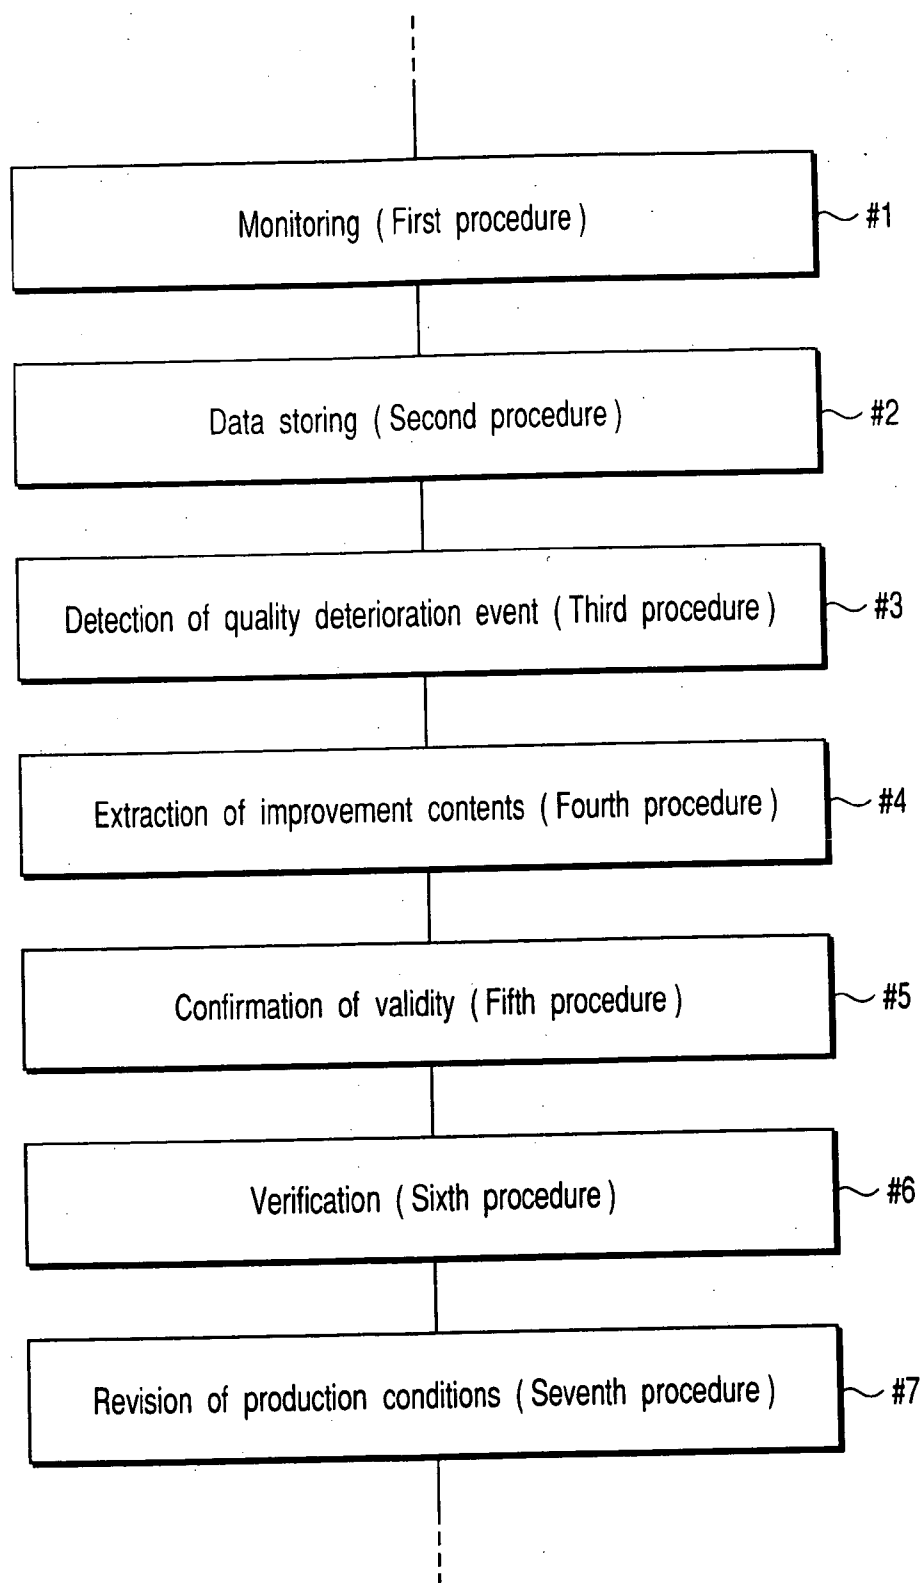 Monitoring (First procedure) #1
Data storing (Second procedure) #2
Detection of quality deterioration event (Third procedure) #3
Extraction of improvement contents (Fourth procedure) #4
Confirmation of validity (Fifth procedure) #5
Verification (Sixth procedure) #6
Revision of production conditions (Seventh procedure) #7